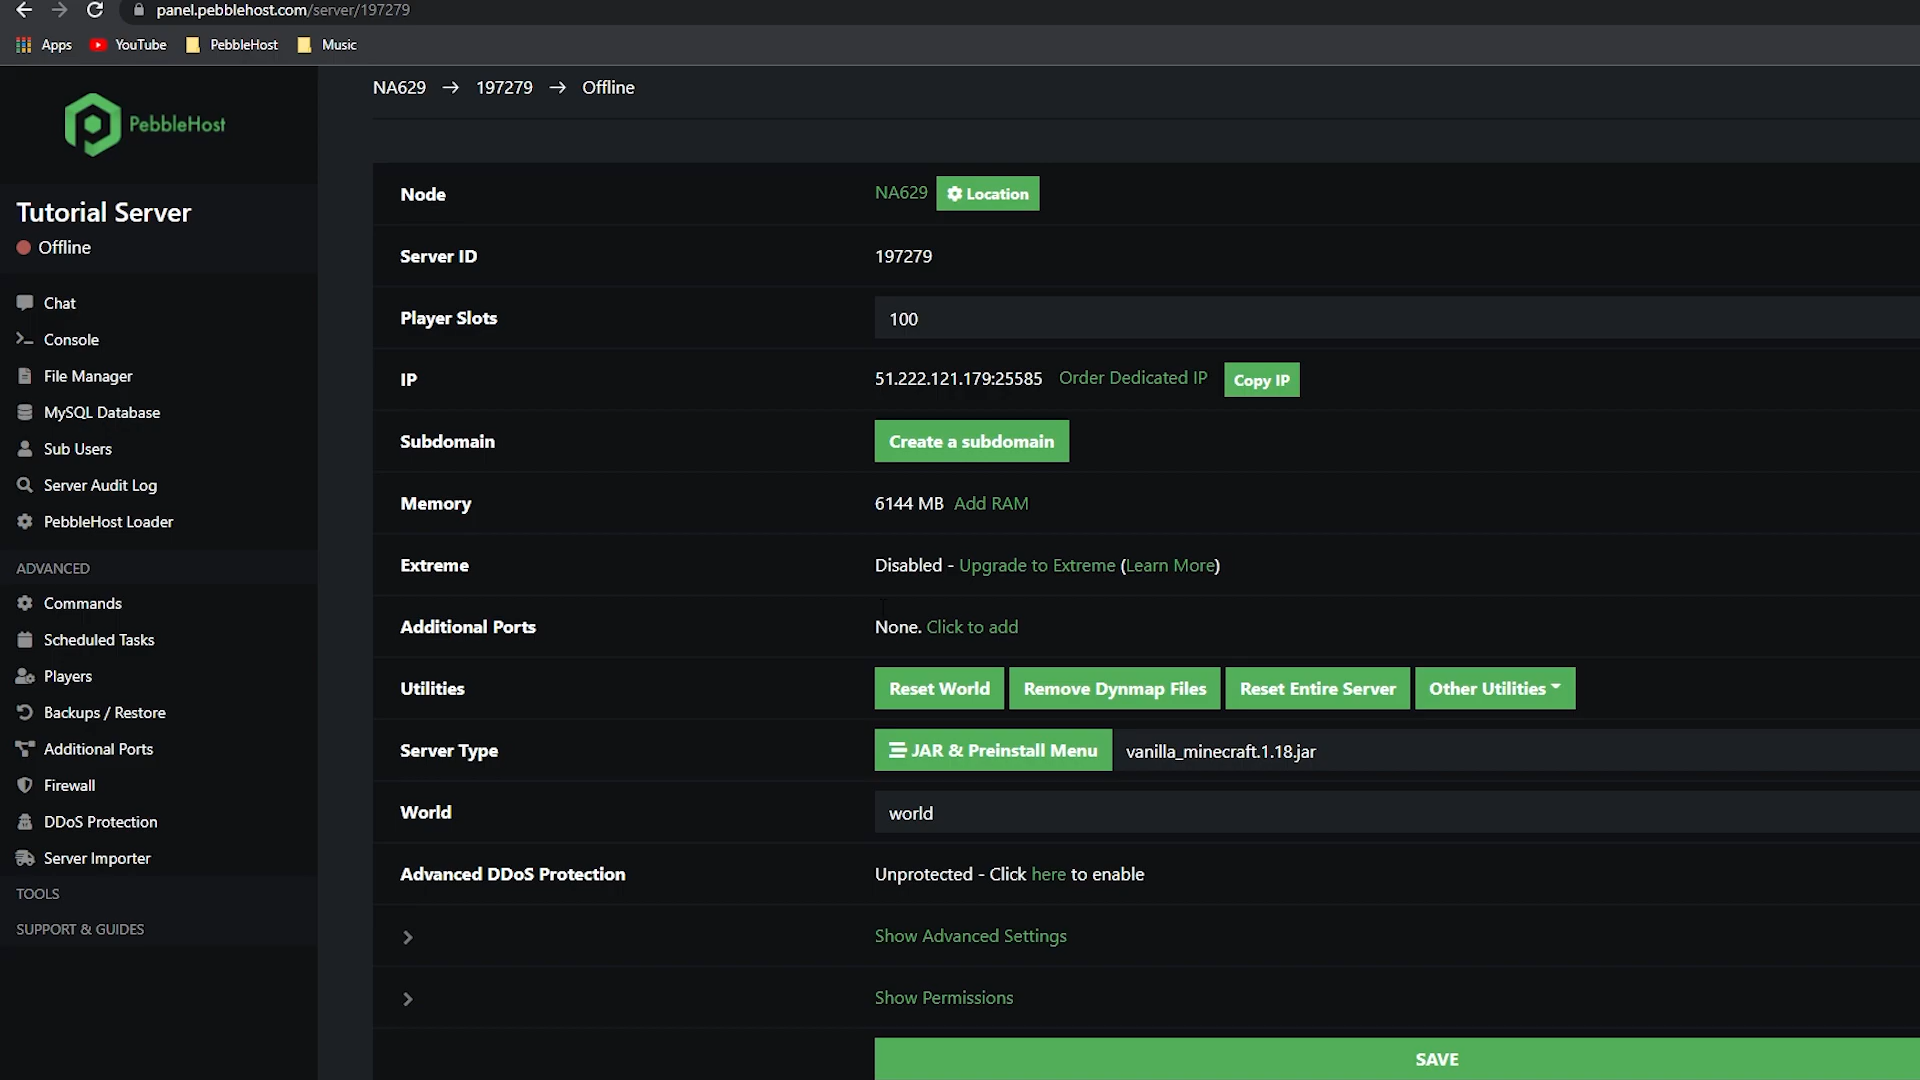 panel.pebblehost.com/server/197279
Apps YouTube PebbleHost Music
PebbleHost
Tutorial Server
Offline
Chat
Console
File Manager
MySQL Database
Sub Users
Server Audit Log
PebbleHost Loader
ADVANCED
Commands
Scheduled Tasks
Players
Backups / Restore
Additional Ports
Firewall
DDoS Protection
Server Importer
TOOLS
SUPPORT & GUIDES
NA629 → 197279 → Offline
Node NA629 Location
Server ID 197279
Player Slots 100
IP 51.222.121.179:25585 Order Dedicated IP Copy IP
Subdomain Create a subdomain
Memory 6144 MB Add RAM
Extreme Disabled - Upgrade to Extreme (Learn More)
Additional Ports None. Click to add
Utilities Reset World Remove Dynmap Files Reset Entire Server Other Utilities
Server Type JAR & Preinstall Menu vanilla_minecraft.1.18.jar
World world
Advanced DDoS Protection Unprotected - Click here to enable
Show Advanced Settings
Show Permissions
SAVE